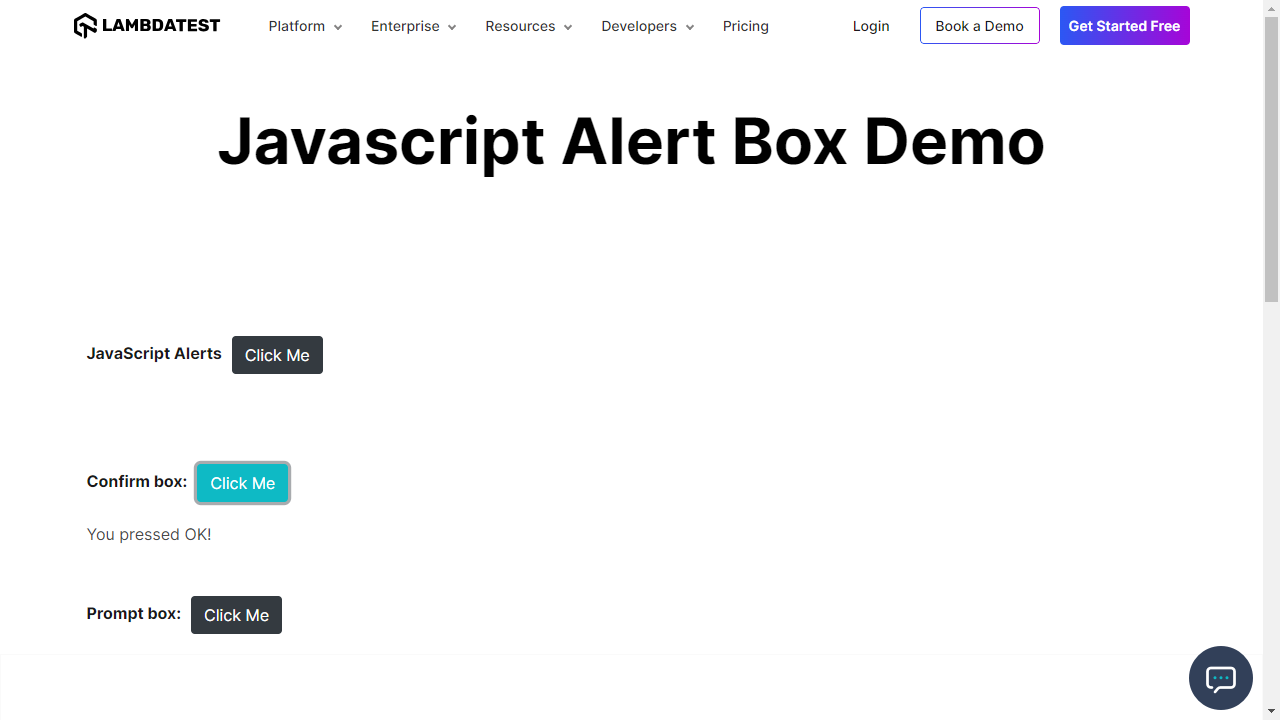 LAMBDATEST Platform Enterprise Resources Developers Pricing Login Book a Demo Get Started Free
Javascript Alert Box Demo
JavaScript Alerts Click Me
Confirm box: Click Me
You pressed OK!
Prompt box: Click Me